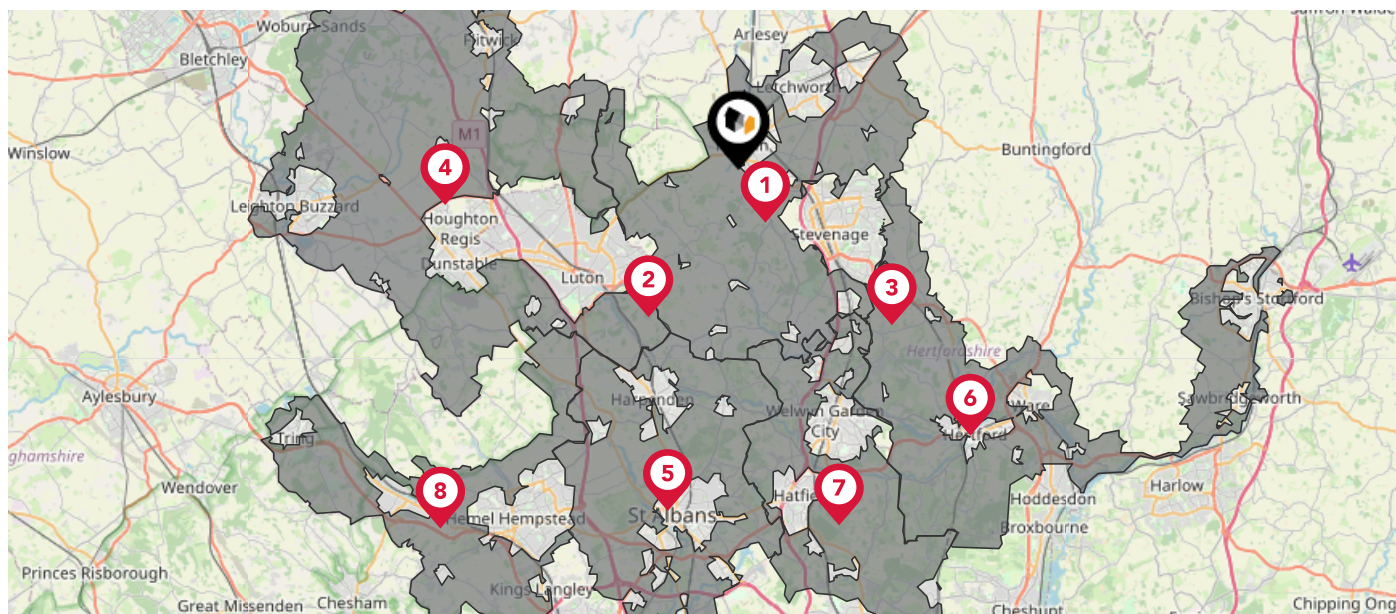 Woburn Sands
Flitwick
Arlesey
Bletchley
Letchworth
M1
Winslow
Buntingford
4
1
Leighton Buzzard
Houghton
Regis
Stevenage
Dunstable
Luton
2
3
Bishop's Stortford
Hertfordshire
Aylesbury
Harpenden
6
Sawbridgeworth
Welwyn Garden
City
Ware
Hertford
Tring
ghamshire
Wendover
5
7
8
Harlow
Hatfie
Hoddesdon
St Albans
Hemel Hempstead
Broxbourne
Princes Risborough
Kings Langley
Great Missenden
Chesham
Cheshunt
Chipping Ong